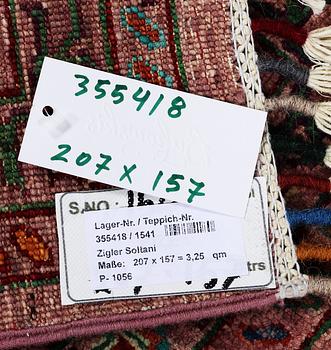 355418
207 x 157
S.NO.:
Lager-Nr. / Teppich-Nr.
355418 / 1541
Zigler Soltani
Maße: 207 x 157 = 3,25 qm
P- 1056
trs